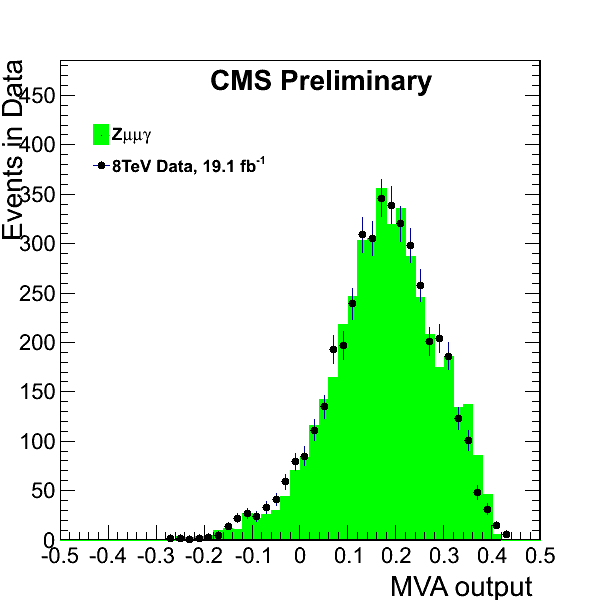 CMS Preliminary
Events in Data
450
400
350
300
250
200
150
100
50
0
Zμμγ
8TeV Data, 19.1 fb⁻¹
-0.5 -0.4 -0.3 -0.2 -0.1 0 0.1 0.2 0.3 0.4 0.5
MVA output